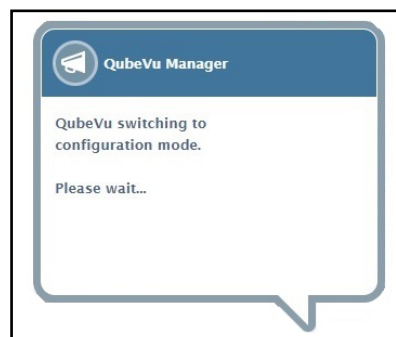 QubeVu Manager
QubeVu switching to
configuration mode.
Please wait...